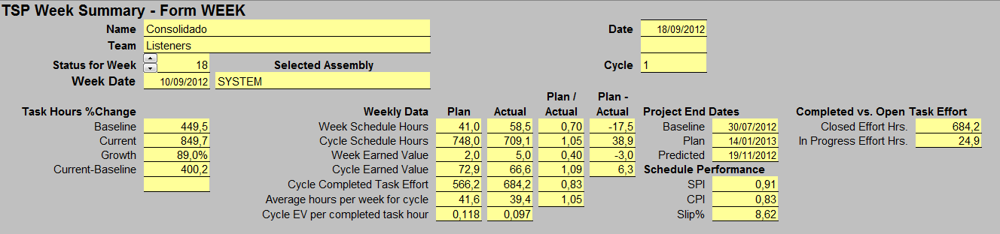 TSP Week Summary - Form WEEK
Name Consolidado Date 18/09/2012
Team Listeners
Status for Week 18 Selected Assembly Cycle 1
Week Date 10/09/2012 SYSTEM
Plan / Plan -
Task Hours %Change Weekly Data Plan Actual Actual Actual Project End Dates Completed vs. Open Task Effort
Baseline 449,5 Week Schedule Hours 41,0 58,5 0,70 -17,5 Baseline 30/07/2012 Closed Effort Hrs. 684,2
Current 849,7 Cycle Schedule Hours 748,0 709,1 1,05 38,9 Plan 14/01/2013 In Progress Effort Hrs. 24,9
Growth 89,0% Week Earned Value 2,0 5,0 0,40 -3,0 Predicted 19/11/2012
Current-Baseline 400,2 Cycle Earned Value 72,9 66,6 1,09 6,3 Schedule Performance
Cycle Completed Task Effort 566,2 684,2 0,83 SPI 0,91
Average hours per week for cycle 41,6 39,4 1,05 CPI 0,83
Cycle EV per completed task hour 0,118 0,097 Slip% 8,62